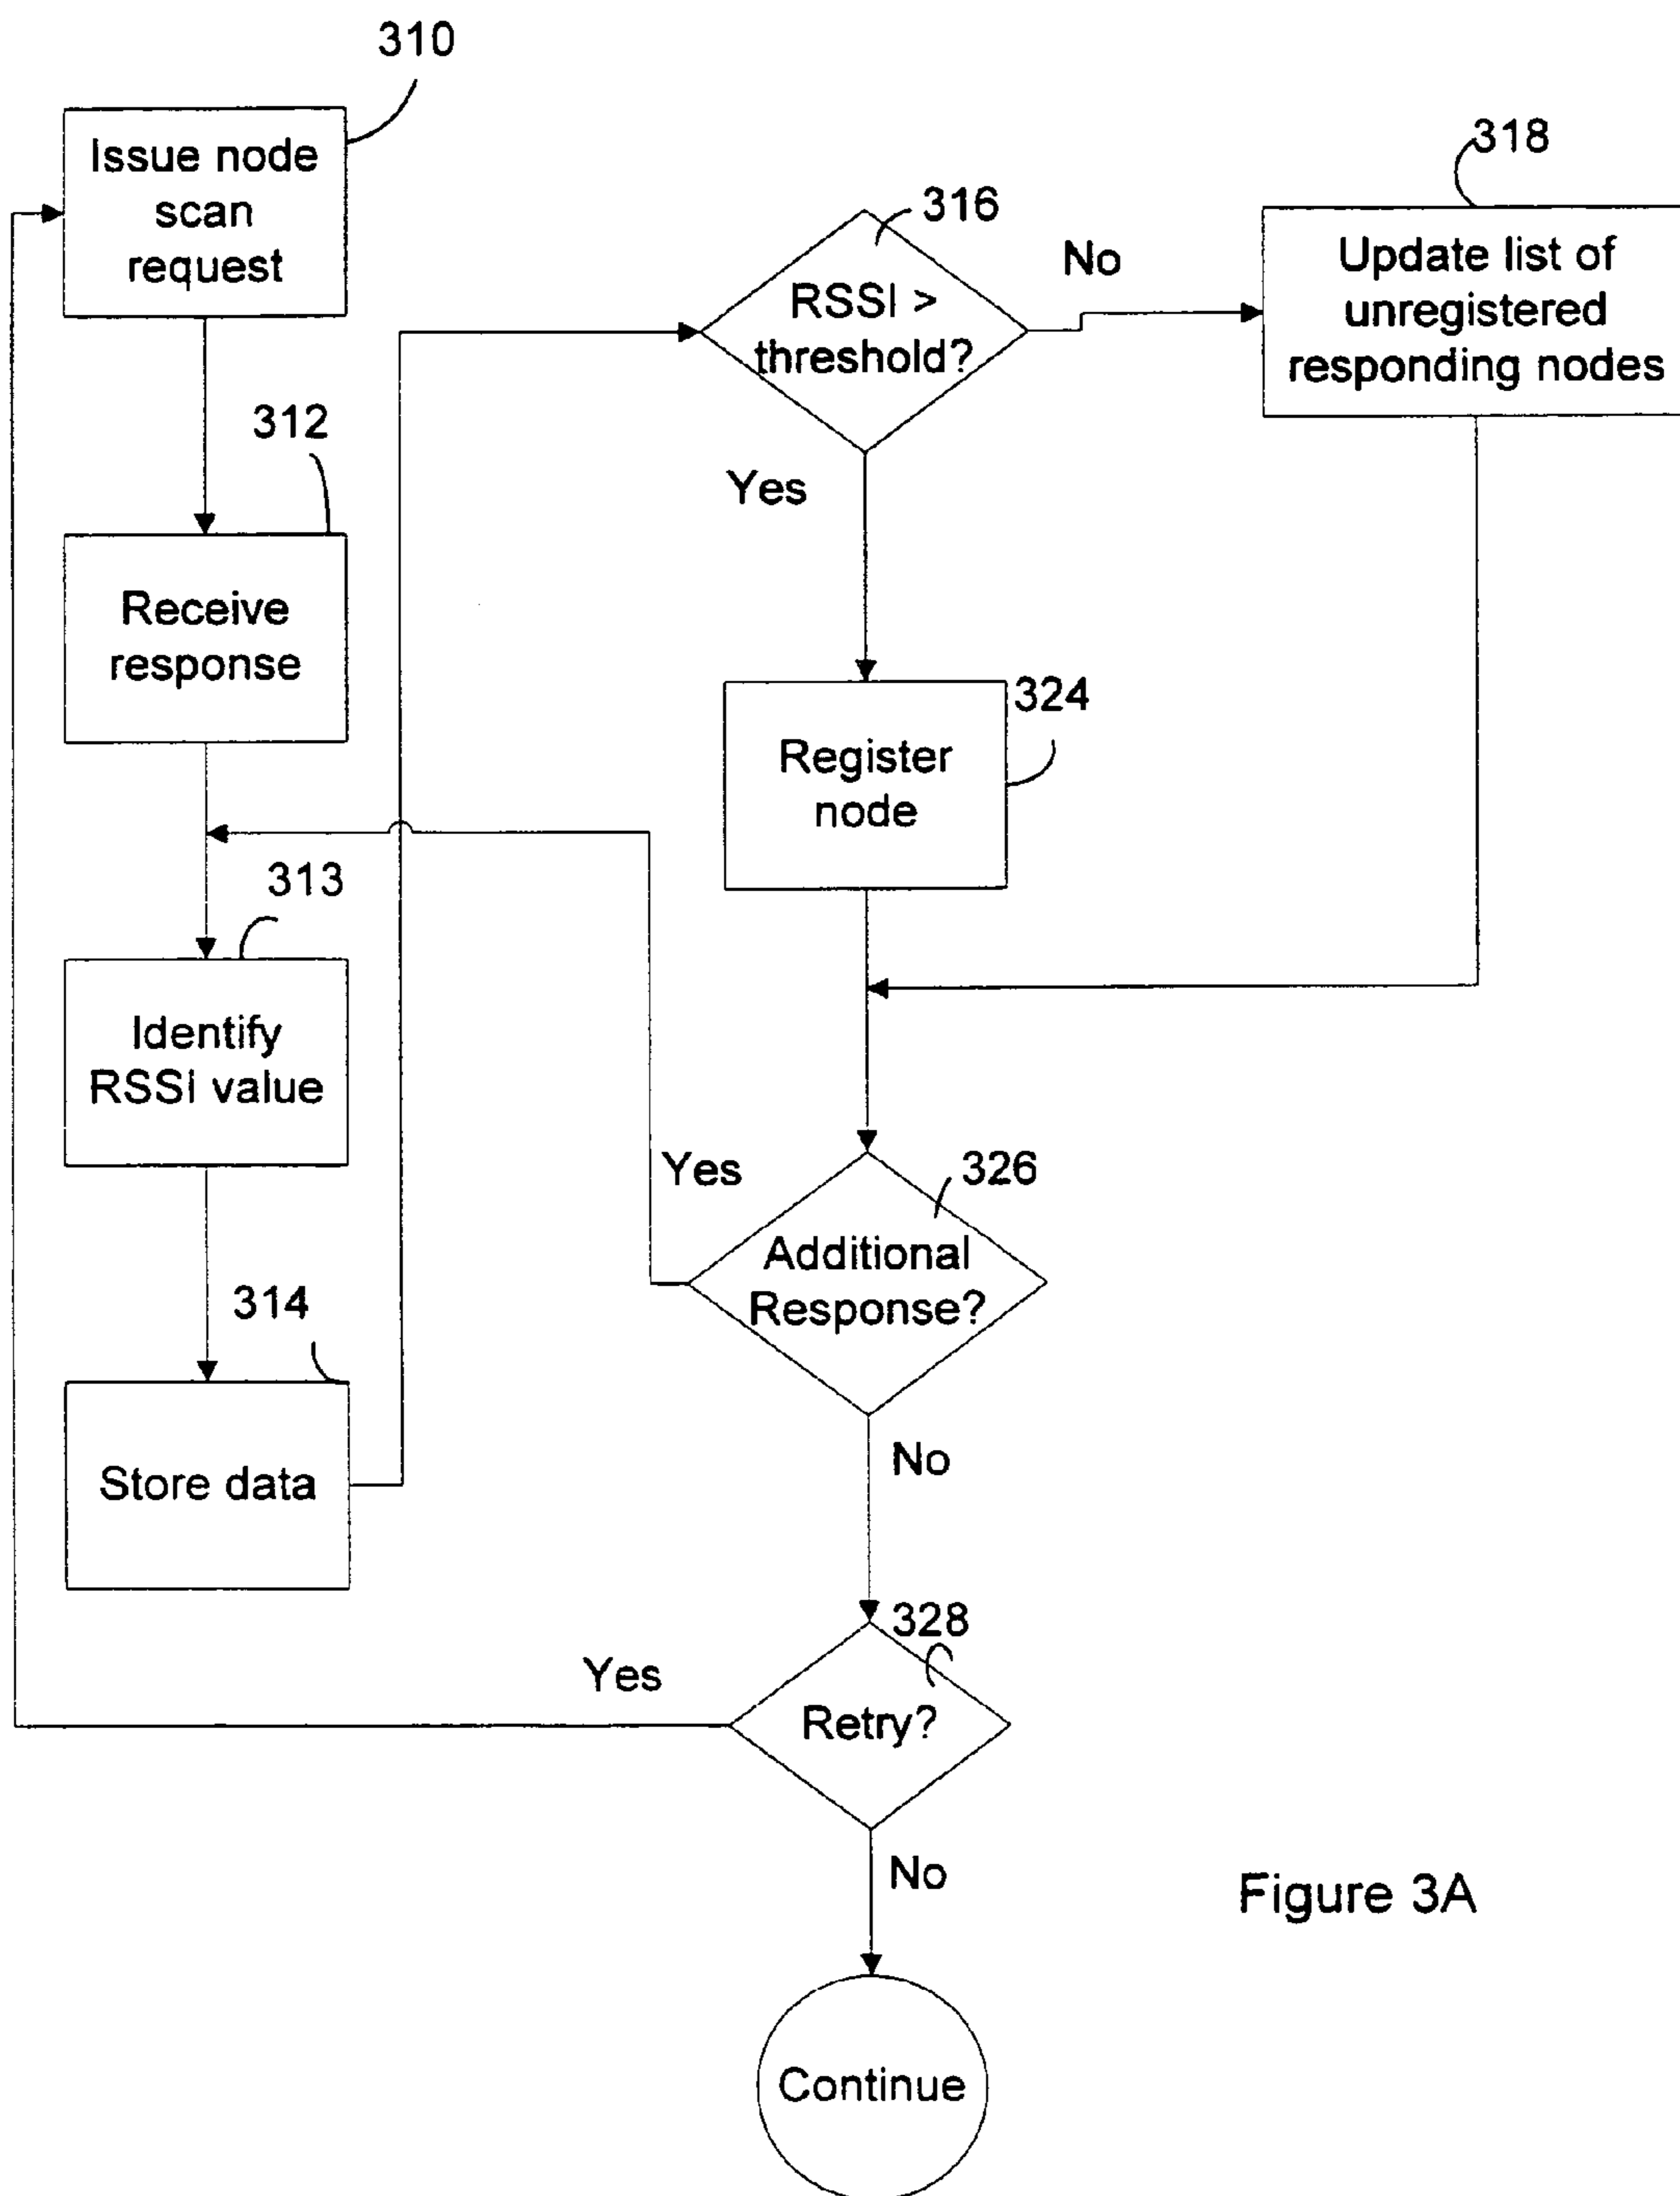 310
Issue node
scan
request
318
316
RSSI >
threshold?
No
Update list of
unregistered
responding nodes
312
Yes
Receive
response
324
Register
node
313
Identify
RSSI value
Yes
326
Additional
Response?
314
Store data
No
328
Yes
Retry?
No
Figure 3A
Continue